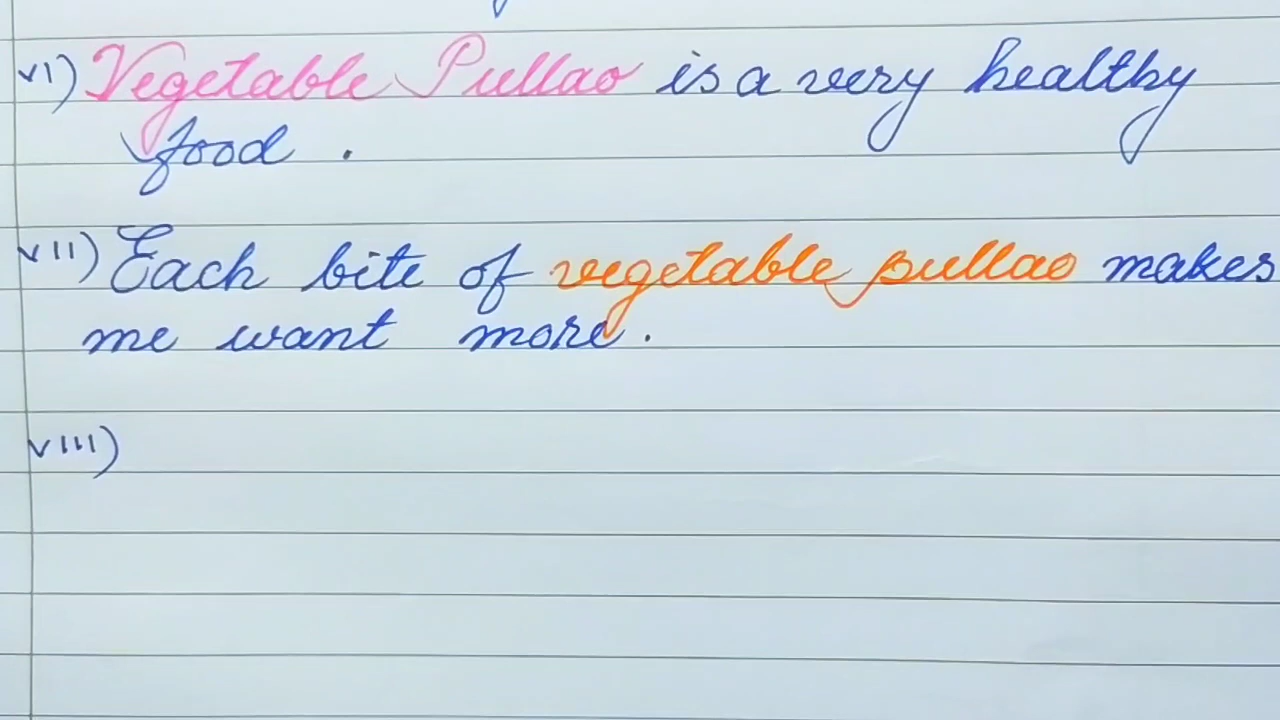 vi) Vegetable Pullao is a very healthy
food .
vii) Each bite of vegetable pullao makes
me want more.
viii)